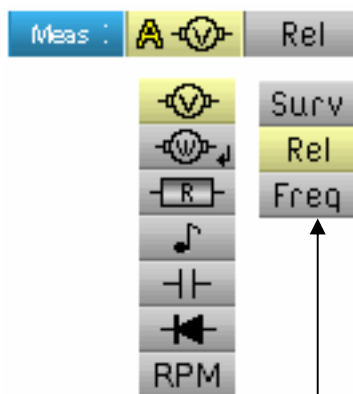 Meas : A V Rel
V Surv
W Rel
R Freq
RPM